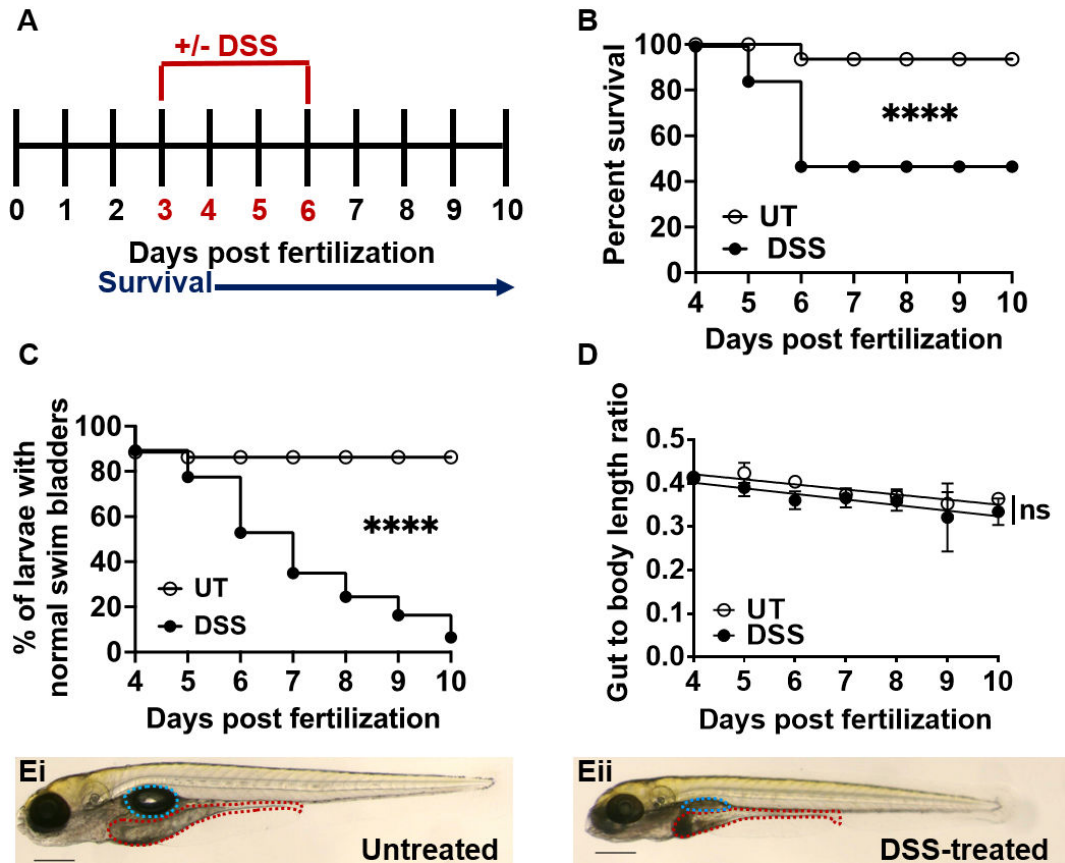 A
+/- DSS
0 1 2 3 4 5 6 7 8 9 10
Days post fertilization
Survival
B
Percent survival
100
80
60
40
20
0
****
UT
DSS
4 5 6 7 8 9 10
Days post fertilization
C
% of larvae with
normal swim bladders
100
80
60
40
20
0
****
UT
DSS
4 5 6 7 8 9 10
Days post fertilization
D
Gut to body length ratio
0.5
0.4
0.3
0.2
0.1
0.0
ns
UT
DSS
4 5 6 7 8 9 10
Days post fertilization
Ei
Untreated
Eii
DSS-treated